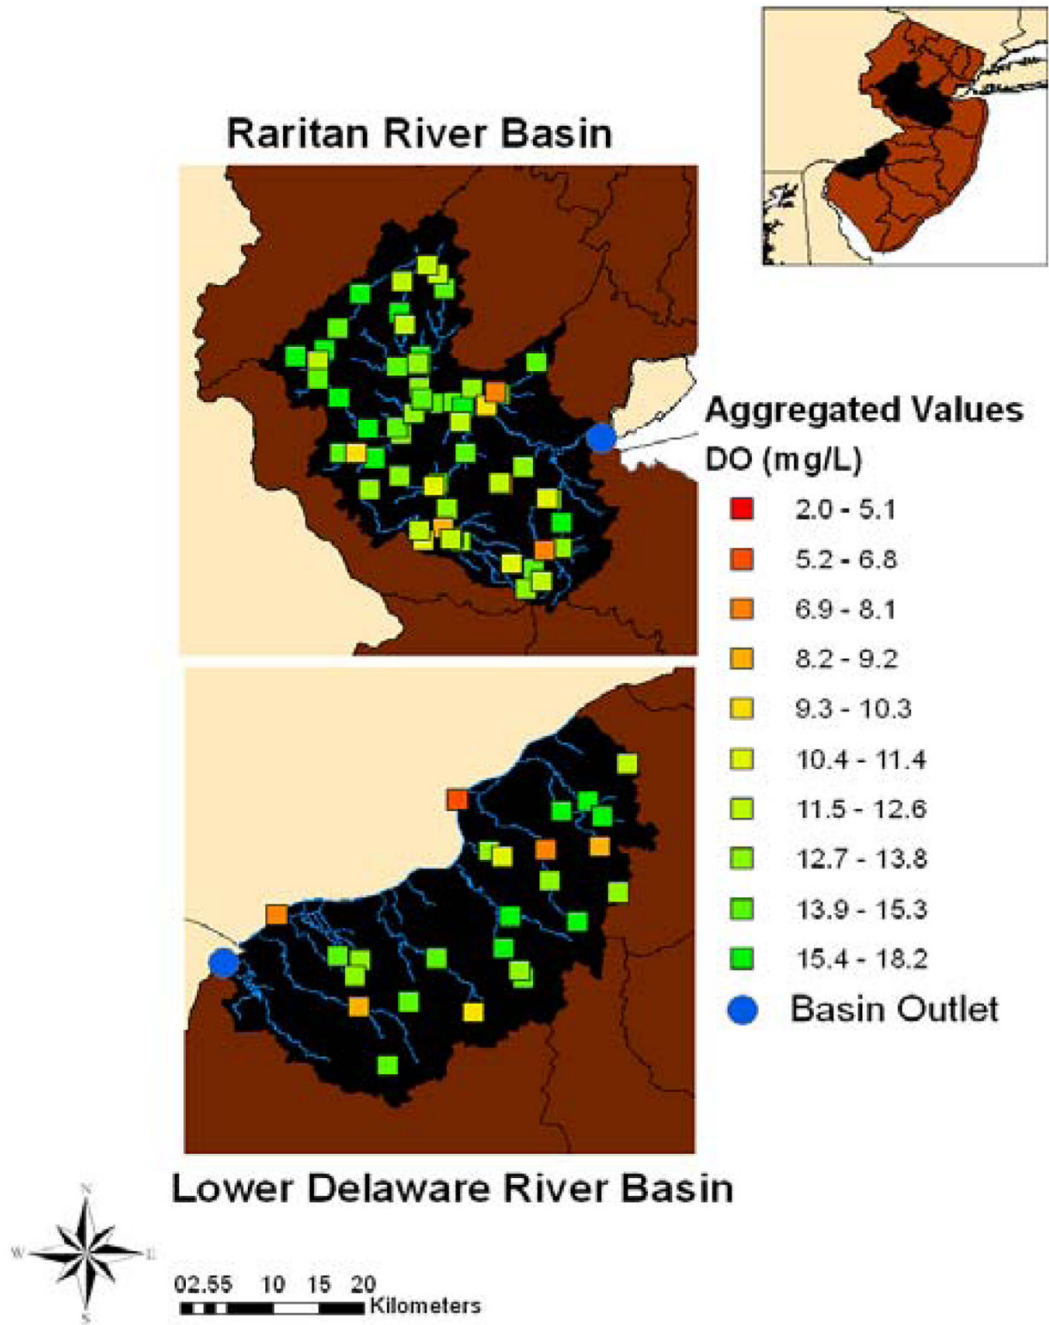 Raritan River Basin
Aggregated Values
DO (mg/L)
2.0 - 5.1
5.2 - 6.8
6.9 - 8.1
8.2 - 9.2
9.3 - 10.3
10.4 - 11.4
11.5 - 12.6
12.7 - 13.8
13.9 - 15.3
15.4 - 18.2
Basin Outlet
Lower Delaware River Basin
N
W E
S
02.55 10 15 20
Kilometers